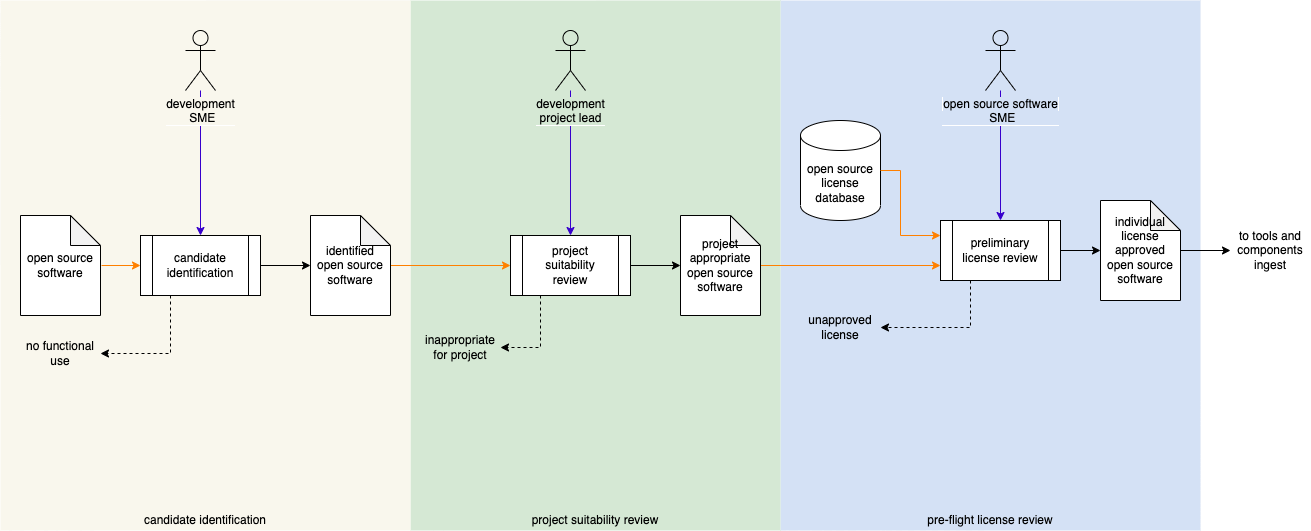 development
SME
development
project lead
open source software
SME
open source
license
database
open source
software
candidate
identification
identified
open source
software
project
suitability
review
project
appropriate
open source
software
preliminary
license review
individual
license
approved
open source
software
to tools and
components
ingest
no functional
use
inappropriate
for project
unapproved
license
candidate identification
project suitability review
pre-flight license review